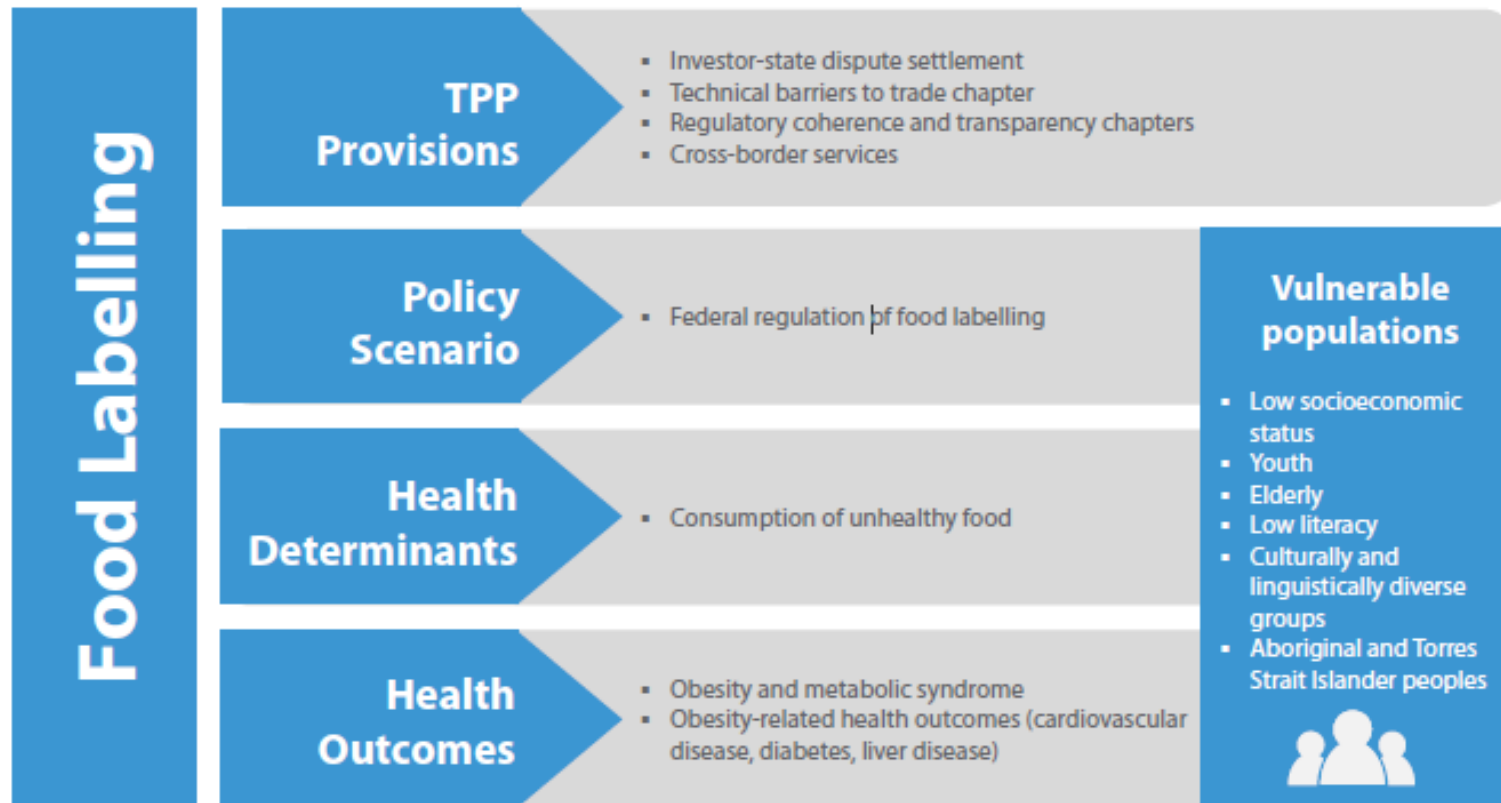 Food Labelling
TPP
Provisions
▪ Investor-state dispute settlement
▪ Technical barriers to trade chapter
▪ Regulatory coherence and transparency chapters
▪ Cross-border services
Policy
Scenario
▪ Federal regulation of food labelling
Health
Determinants
▪ Consumption of unhealthy food
Health
Outcomes
▪ Obesity and metabolic syndrome
▪ Obesity-related health outcomes (cardiovascular
disease, diabetes, liver disease)
Vulnerable
populations
▪ Low socioeconomic
status
▪ Youth
▪ Elderly
▪ Low literacy
▪ Culturally and
linguistically diverse
groups
▪ Aboriginal and Torres
Strait Islander peoples